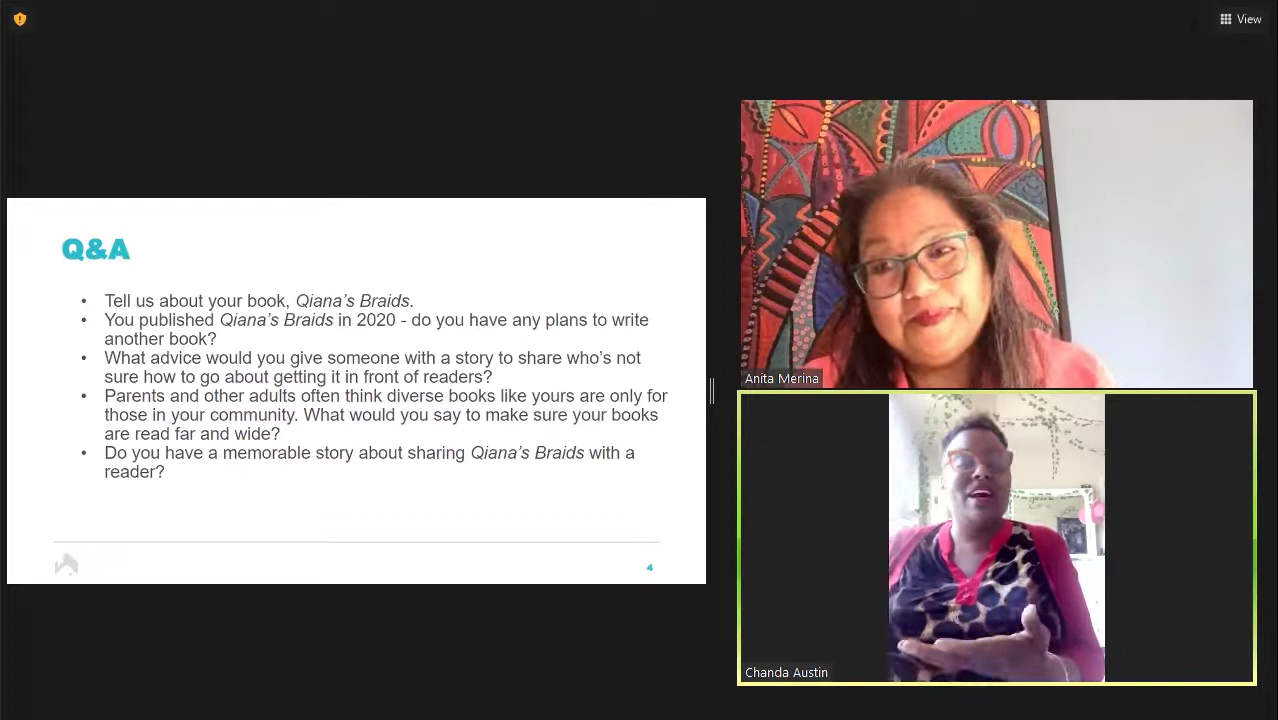 View
Q&A
• Tell us about your book, Qiana’s Braids.
• You published Qiana’s Braids in 2020 - do you have any plans to write
another book?
• What advice would you give someone with a story to share who’s not
sure how to go about getting it in front of readers?
• Parents and other adults often think diverse books like yours are only for
those in your community. What would you say to make sure your books
are read far and wide?
• Do you have a memorable story about sharing Qiana’s Braids with a
reader?
4
Anita Merina
Chanda Austin